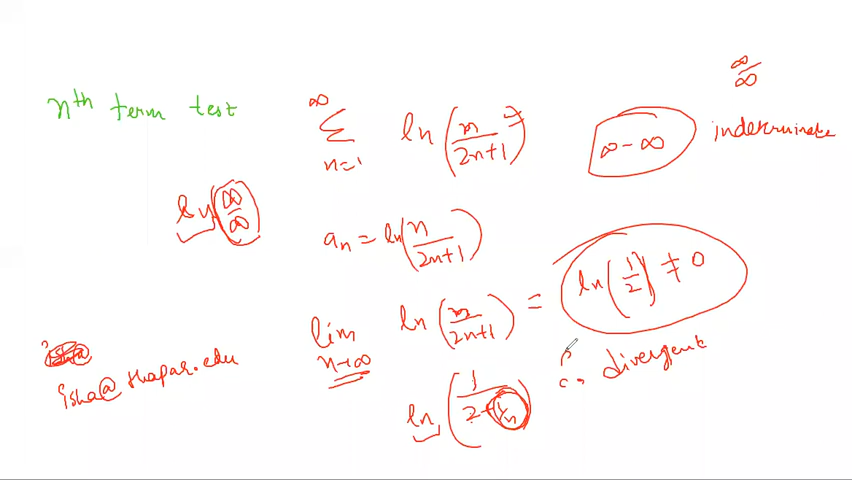 nth term test
∞
∑ ln(n/2n+1)
n=1
∞ − ∞
∞/∞
indeterminate
ln(∞/∞)
an = ln(n/2n+1)
lim ln(n/2n+1) = ln(1/2) ≠ 0
n→∞
ln(1/2+1/n)
∴ divergent
isha@shapar.edu